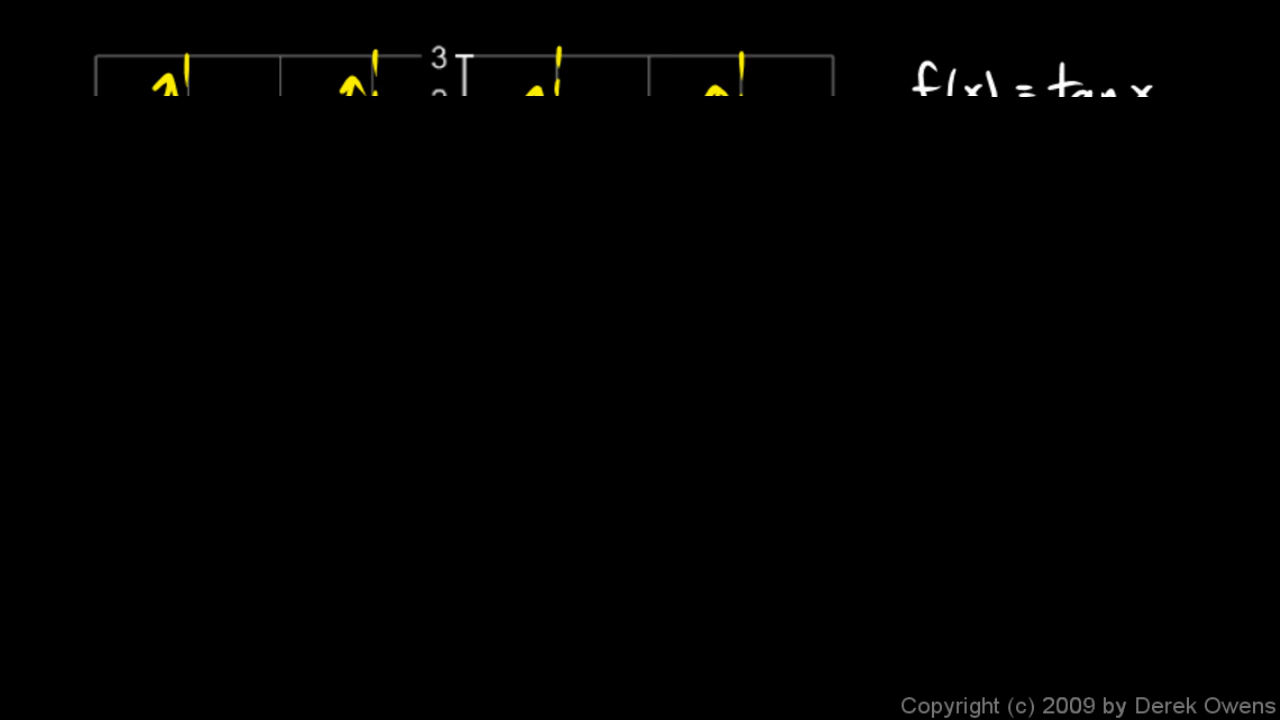 3
f(x) = tan x
Copyright (c) 2009 by Derek Owens